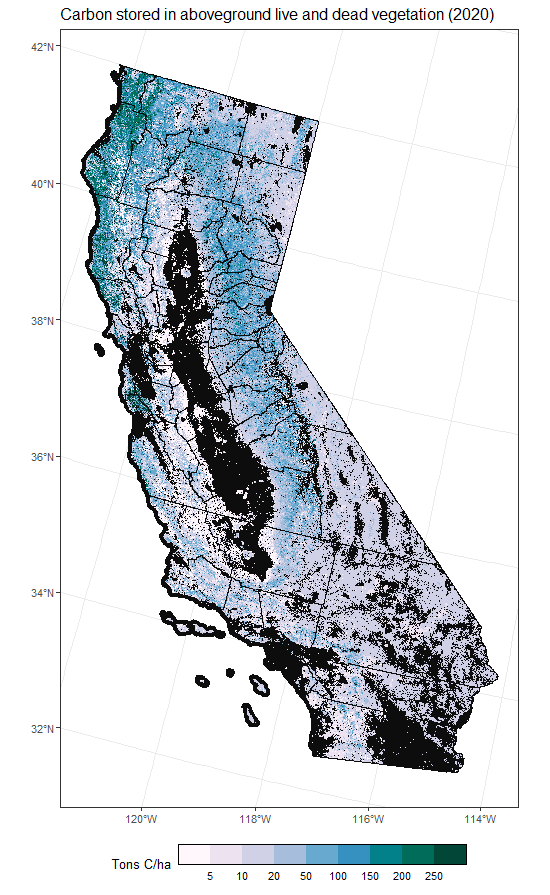 Carbon stored in aboveground live and dead vegetation (2020)
42°N
40°N
38°N
36°N
34°N
32°N
120°W 118°W 116°W 114°W
Tons C/ha
5 10 20 50 100 150 200 250